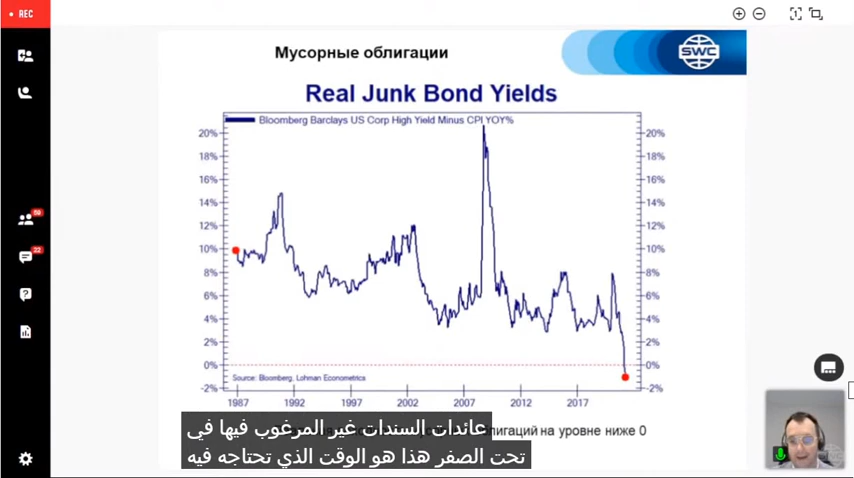 REC
Мусорные облигации
SWC
Real Junk Bond Yields
Bloomberg Barclays US Corp High Yield Minus CPI YOY%
20% 20%
18% 18%
16% 16%
14% 14%
12% 12%
10% 10%
8% 8%
6% 6%
4% 4%
2% 2%
0% 0%
-2% -2%
Source: Bloomberg, Lohman Econometrics
1987 1992 1997 2002 2007 2012 2017
облигаций на уровне ниже 0
عائدات السندات غير المرغوب فيها في
تحت الصفر هذا هو الوقت الذي تحتاجه فيه
59
22